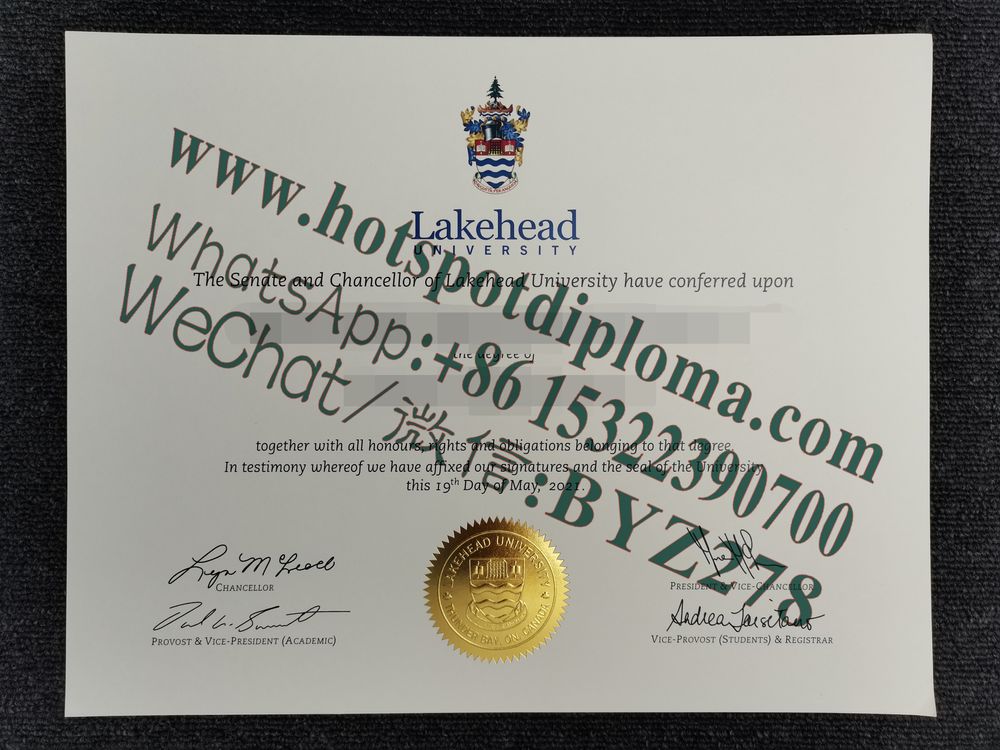 Lakehead
UNIVERSITY
The Senate and Chancellor of Lakehead University have conferred upon
the degree of
together with all honours, rights and obligations belonging to that degree.
In testimony whereof we have affixed our signatures and the seal of the University
this 19th Day of May, 2021.
CHANCELLOR
PRESIDENT & VICE-CHANCELLOR
PROVOST & VICE-PRESIDENT (ACADEMIC)
VICE-PROVOST (STUDENTS) & REGISTRAR
LAKEHEAD UNIVERSITY
THUNDER BAY, ON, CANADA
www.hotspotdiploma.com
WhatsApp:+86 15322390700
WeChat/微信:BYZ278